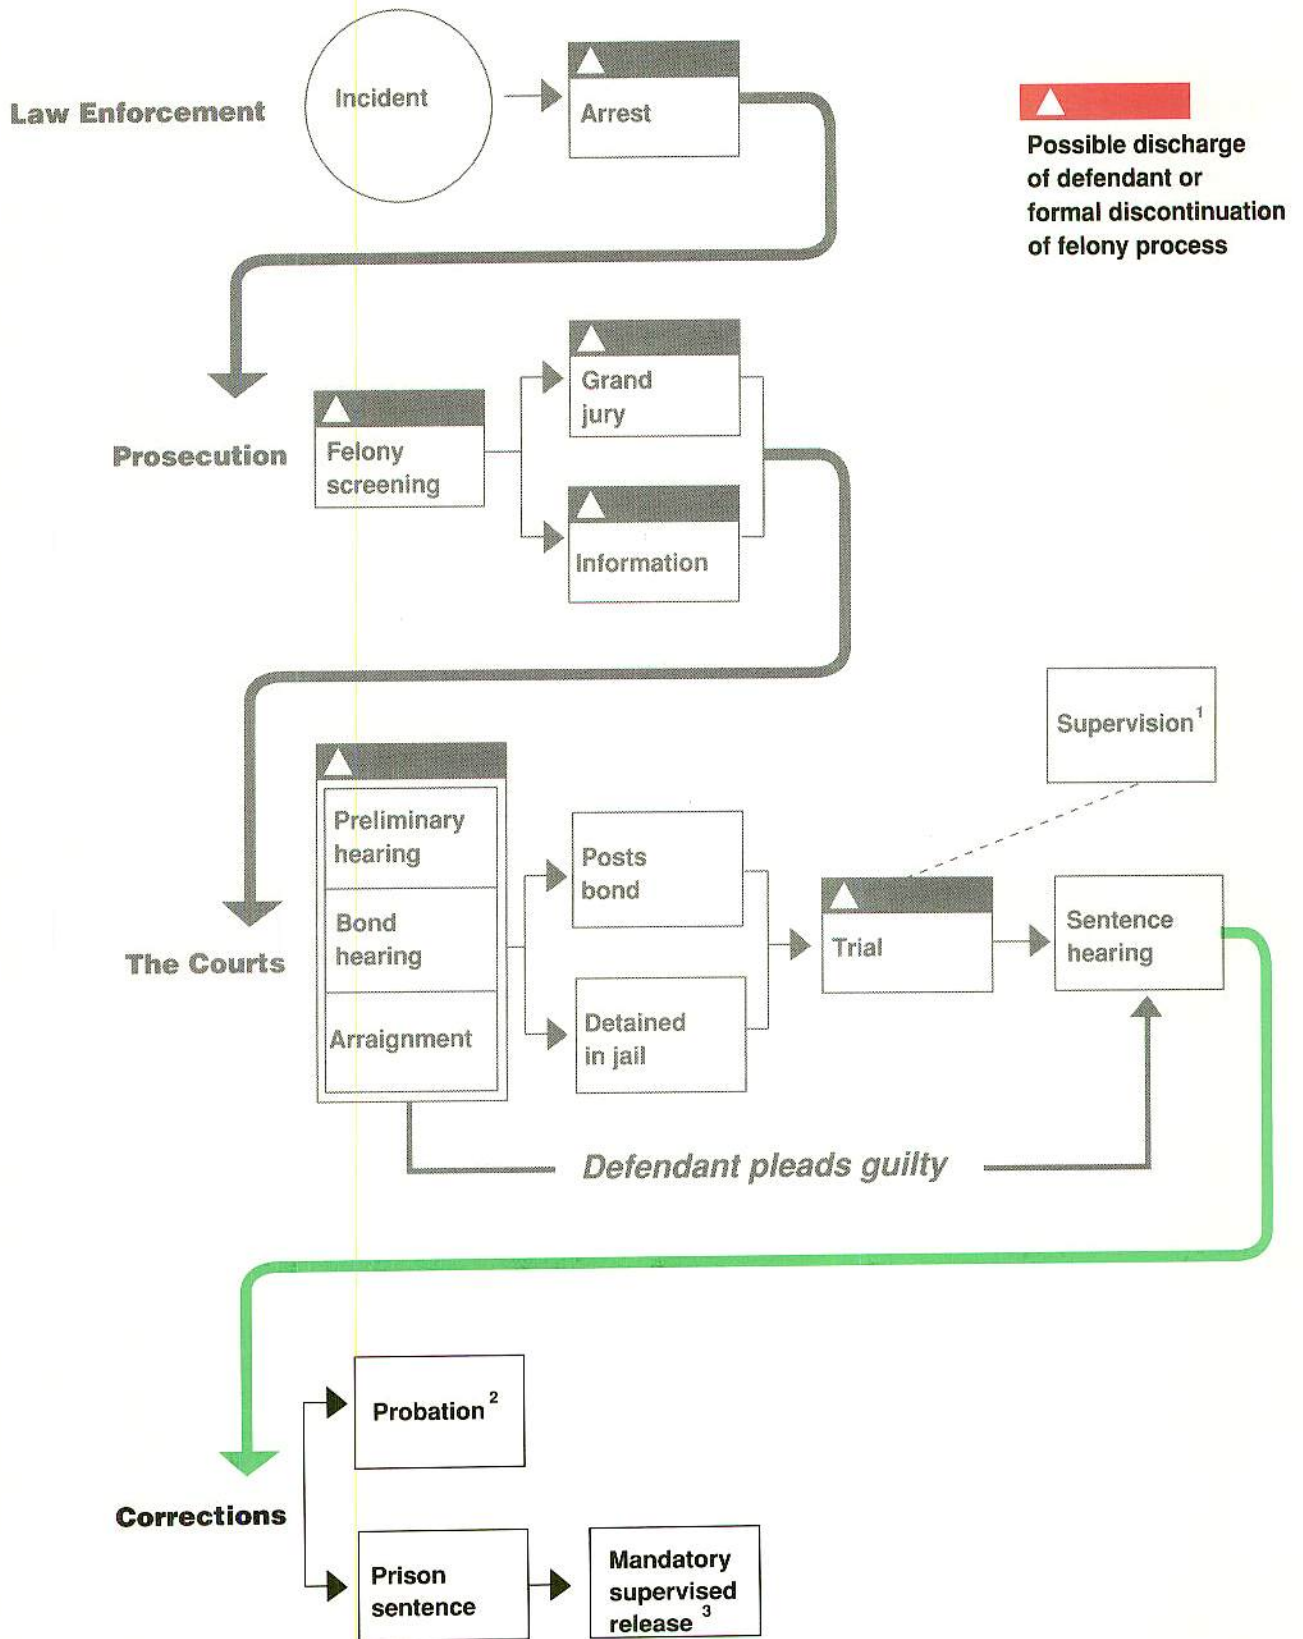 Law Enforcement
Incident
Arrest
Possible discharge
of defendant or
formal discontinuation
of felony process
Prosecution
Felony
screening
Grand
jury
Information
The Courts
Preliminary
hearing
Bond
hearing
Arraignment
Posts
bond
Detained
in jail
Trial
Supervision¹
Sentence
hearing
Defendant pleads guilty
Corrections
Probation²
Prison
sentence
Mandatory
supervised
release³